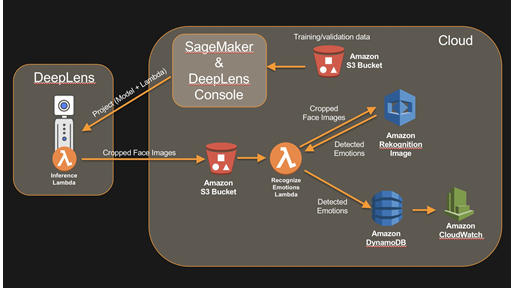 Training/validation data
Cloud
SageMaker
&
DeepLens
Console
Amazon
S3 Bucket
DeepLens
Project (Model + Lambda)
Inference
Lambda
Cropped Face Images
Amazon
S3 Bucket
Recognize
Emotions
Lambda
Cropped
Face Images
Detected
Emotions
Amazon
Rekognition
Image
Detected
Emotions
Amazon
DynamoDB
Amazon
CloudWatch